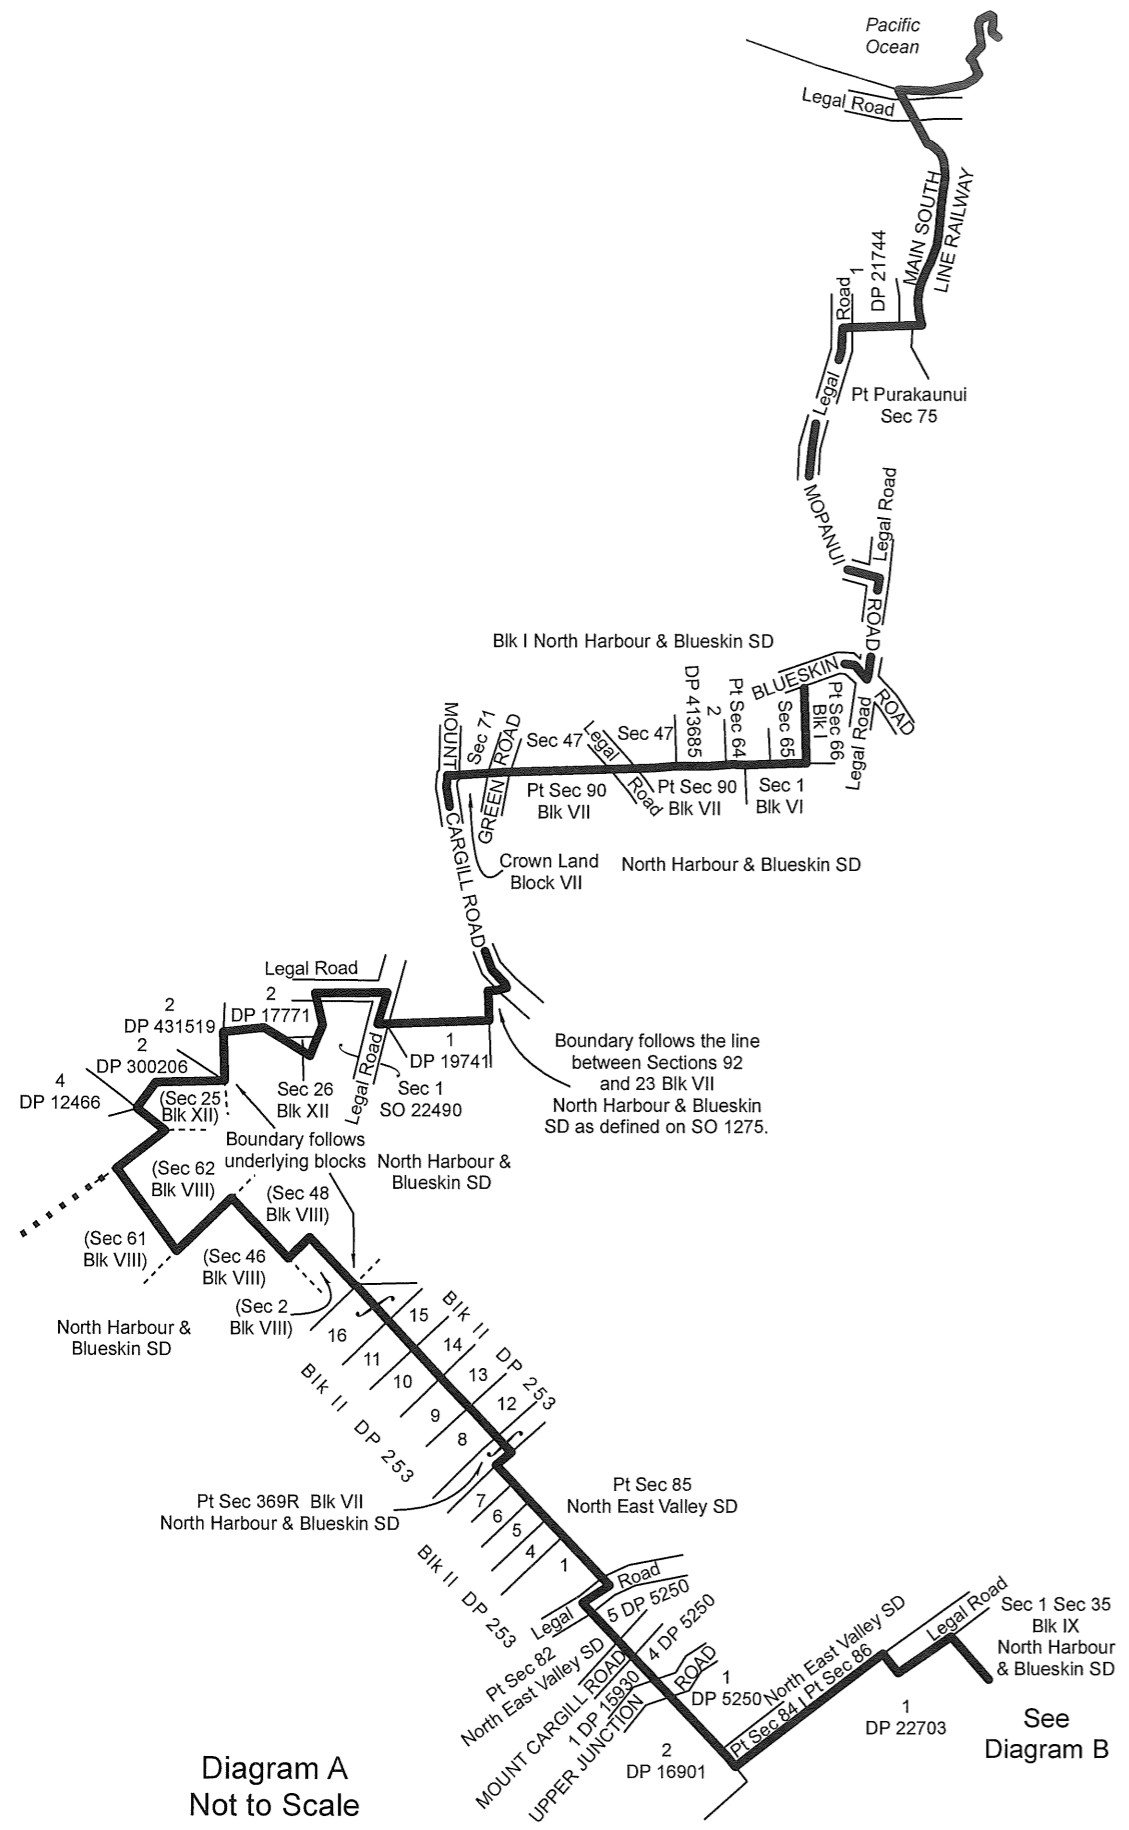 Pacific
Ocean
Legal Road
MAIN SOUTH
LINE RAILWAY
1
DP 21744
Legal Road
Pt Purakaunui
Sec 75
MOPANUI ROAD
Legal Road
Blk I North Harbour & Blueskin SD
BLUESKIN ROAD
Legal Road
Pt Sec 66
Blk I
Sec 65
Pt Sec 64
2
DP 413685
Sec 47
Legal Road
Sec 47
GREEN ROAD
Sec 71
MOUNT CARGILL ROAD
Pt Sec 90
Blk VII
Pt Sec 90
Blk VII
Sec 1
Blk VI
Crown Land
Block VII
North Harbour & Blueskin SD
Legal Road
2
DP 17771
2
DP 431519
2
DP 300206
4
DP 12466
(Sec 25
Blk XII)
Sec 26
Blk XII
Legal Road
Sec 1
SO 22490
1
DP 19741
Boundary follows the line
between Sections 92
and 23 Blk VII
North Harbour & Blueskin
SD as defined on SO 1275.
Boundary follows
underlying blocks
North Harbour &
Blueskin SD
(Sec 62
Blk VIII)
(Sec 48
Blk VIII)
(Sec 61
Blk VIII)
(Sec 46
Blk VIII)
(Sec 2
Blk VIII)
North Harbour &
Blueskin SD
16
15
11
14
10
13
9
12
8
Blk II DP 253
Blk II DP 253
Pt Sec 369R Blk VII
North Harbour & Blueskin SD
7
6
5
4
1
Blk II DP 253
Pt Sec 85
North East Valley SD
Legal Road
5 DP 5250
4 DP 5250
Pt Sec 82
North East Valley SD
MOUNT CARGILL ROAD
1 DP 15930
UPPER JUNCTION ROAD
1
DP 5250
2
DP 16901
North East Valley SD
Pt Sec 84
Pt Sec 86
Legal Road
1
DP 22703
Sec 1 Sec 35
Blk IX
North Harbour
& Blueskin SD
See
Diagram B
Diagram A
Not to Scale